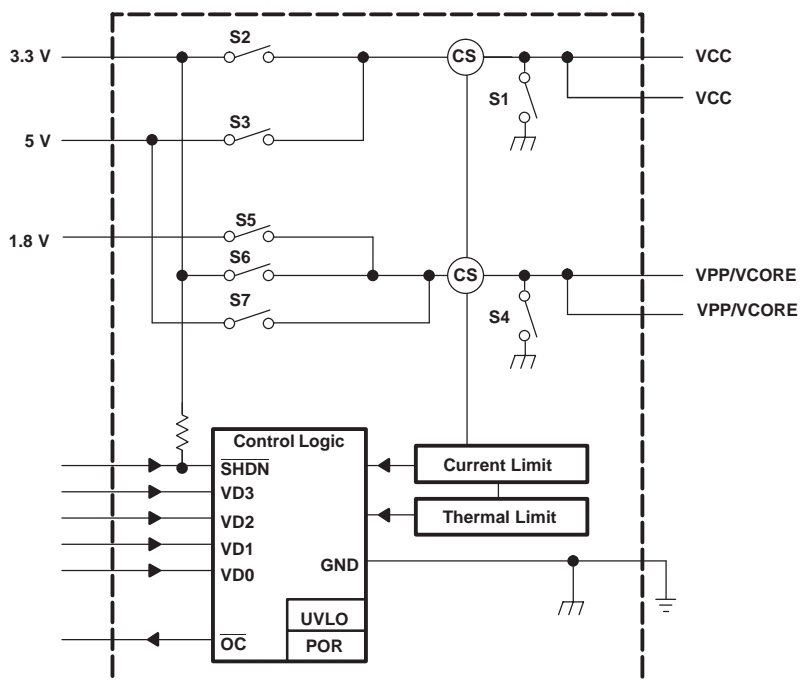 S2
3.3 V
CS
VCC
S1
VCC
S3
5 V
S5
1.8 V
S6
CS
VPP/VCORE
S7
S4
VPP/VCORE
Control Logic
SHDN
Current Limit
VD3
VD2
Thermal Limit
VD1
VD0
GND
UVLO
OC
POR